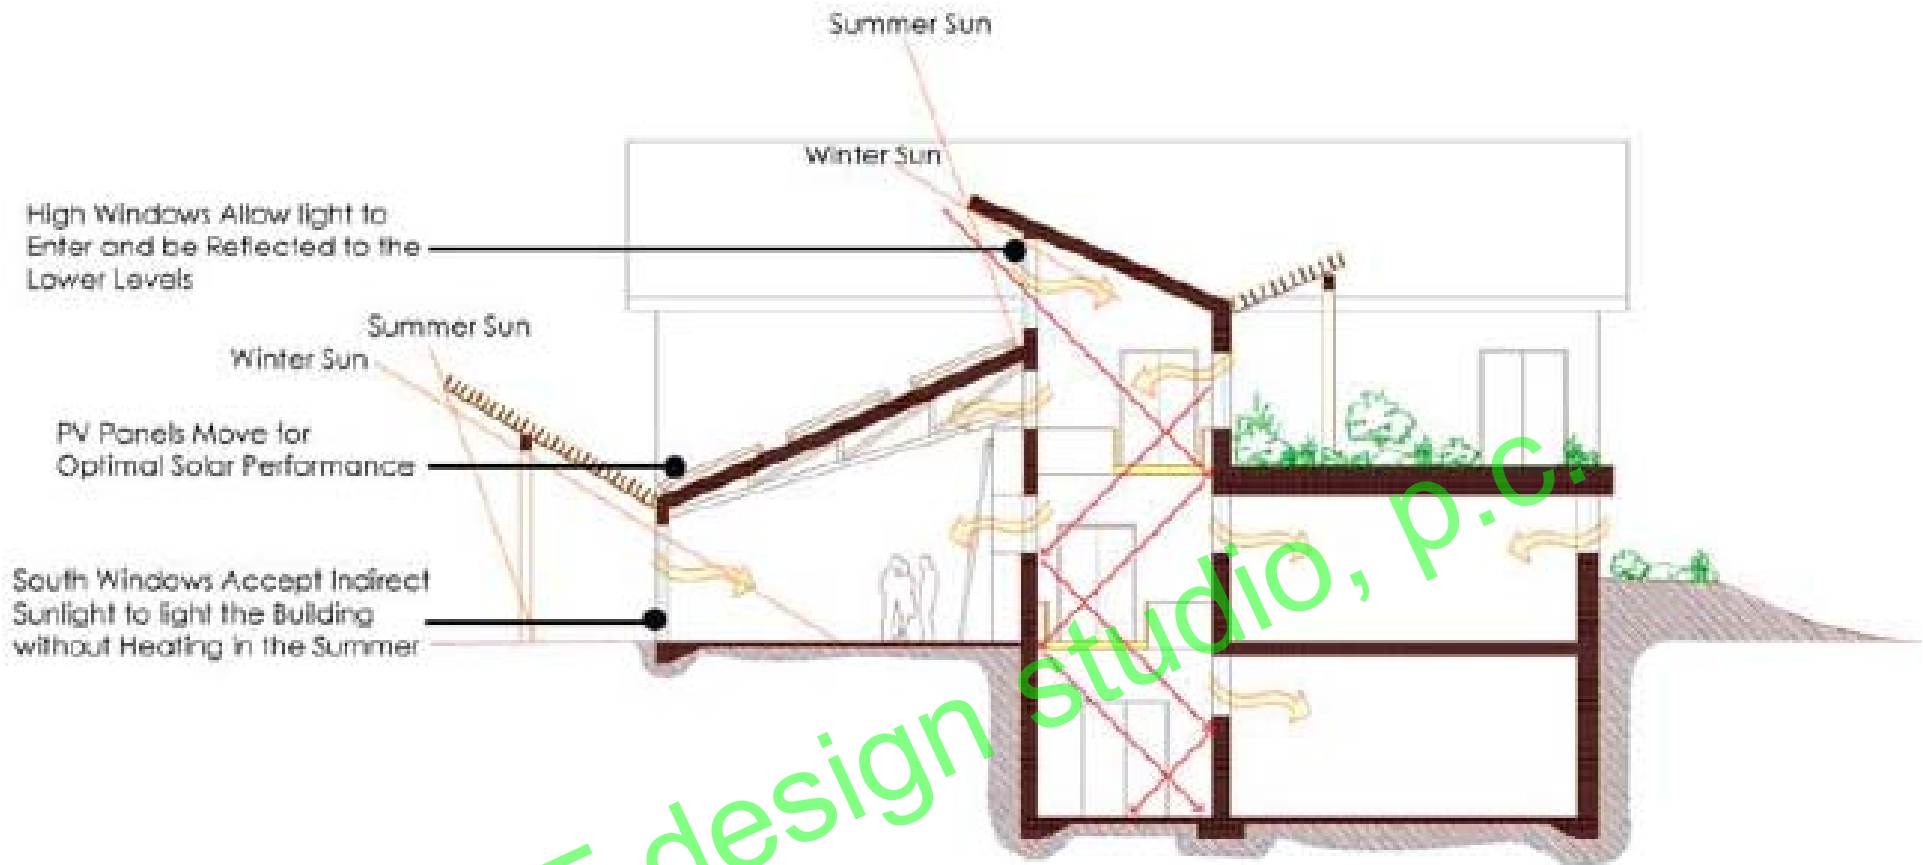 Summer Sun
Winter Sun
High Windows Allow light to
Enter and be Reflected to the
Lower Levels
Summer Sun
Winter Sun
PV Panels Move for
Optimal Solar Performance
South Windows Accept Indirect
Sunlight to light the Building
without Heating in the Summer
design studio, p.c.